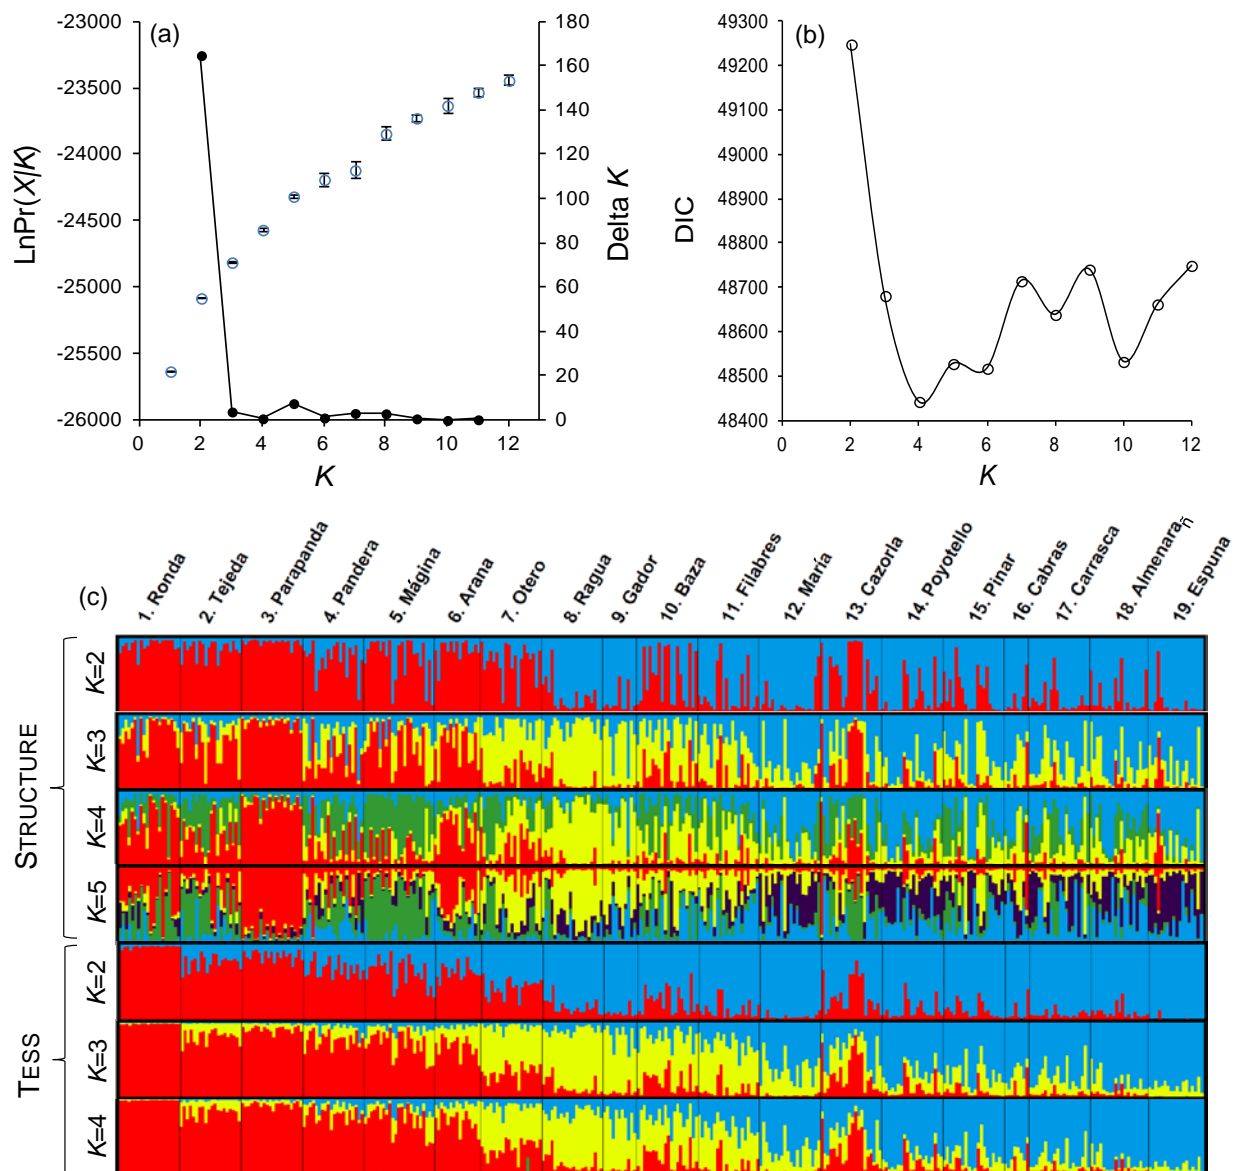 (a)
-23000
-23500
-24000
-24500
-25000
-25500
-26000
LnPr(X|K)
180
160
140
120
100
80
60
40
20
0
Delta K
0 2 4 6 8 10 12
K
(b)
49300
49200
49100
49000
48900
48800
48700
48600
48500
48400
DIC
0 2 4 6 8 10 12
K
(c)
1. Ronda
2. Tejeda
3. Parapanda
4. Pandera
5. Mágina
6. Arana
7. Otero
8. Ragua
9. Gador
10. Baza
11. Filabres
12. María
13. Cazorla
14. Poyotello
15. Pinar
16. Cabras
17. Carrasca
18. Almenara
19. Espuna
ñ
STRUCTURE
K=2
K=3
K=4
K=5
TESS
K=2
K=3
K=4